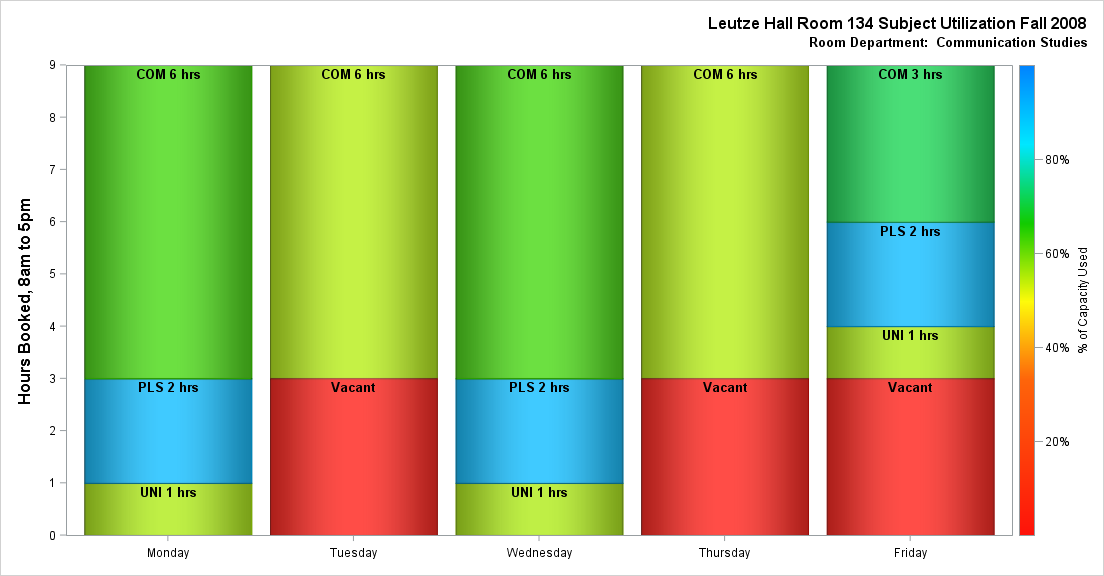 Leutze Hall Room 134 Subject Utilization Fall 2008
Room Department:  Communication Studies
Hours Booked, 8am to 5pm
9
8
7
6
5
4
3
2
1
0
COM 6 hrs
PLS 2 hrs
UNI 1 hrs
Monday
COM 6 hrs
Vacant
Tuesday
COM 6 hrs
PLS 2 hrs
UNI 1 hrs
Wednesday
COM 6 hrs
Vacant
Thursday
COM 3 hrs
PLS 2 hrs
UNI 1 hrs
Vacant
Friday
80%
60%
40%
20%
% of Capacity Used